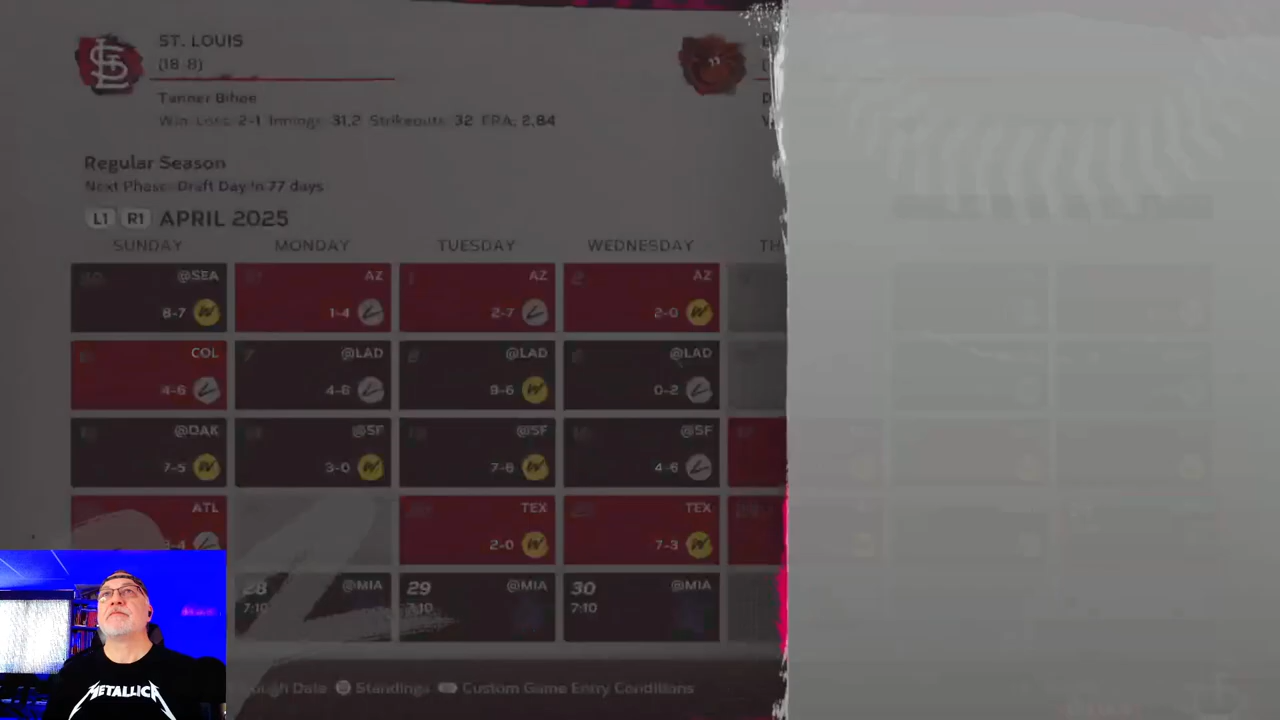 ST. LOUIS
(18-8)
Tanner Bibee
Win-Loss: 2-1 Innings: 31.2 Strikeouts: 32 ERA: 2.84
Regular Season
Next Phase: Draft Day In 77 days
L1 R1 APRIL 2025
SUNDAY MONDAY TUESDAY WEDNESDAY TH
@SEA AZ AZ AZ
8-7 W 1-4 L 2-7 L 2-0 W
COL @LAD @LAD @LAD
4-6 L W 0-2 L
@OAK @SF @SF @SF
7-5 W 3-0 W 7-6 W 4-6 L
ATL TEX TEX
-4 L 2-0 W 7-3 W
28 @MIA 29 @MIA 30 @MIA
7:10 7:10 7:10
Date Standings Custom Game Entry Conditions
METALLICA